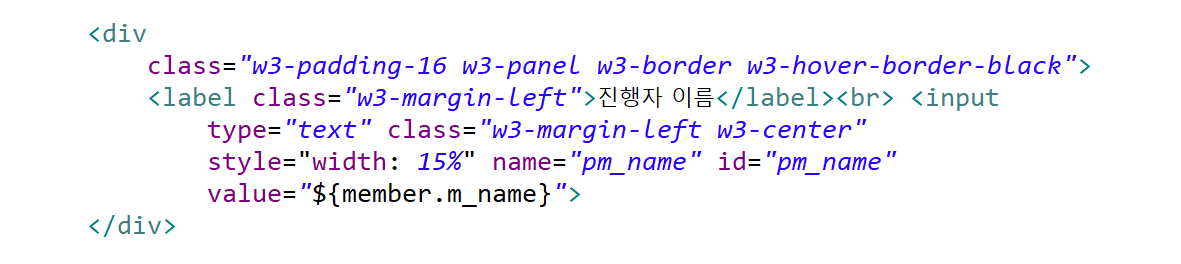 <div
class="w3-padding-16 w3-panel w3-border w3-hover-border-black">
<label class="w3-margin-left">진행자 이름</label><br> <input
type="text" class="w3-margin-left w3-center"
style="width: 15%" name="pm_name" id="pm_name"
value="${member.m_name}">
</div>